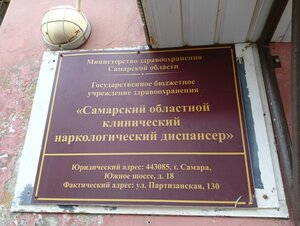 Министерство здравоохранения
Самарской области
Государственное бюджетное
учреждение здравоохранения
«Самарский областной
клинический
наркологический диспансер»
Юридический адрес: 443085, г. Самара,
Южное шоссе, д. 18
Фактический адрес: ул. Партизанская, 130